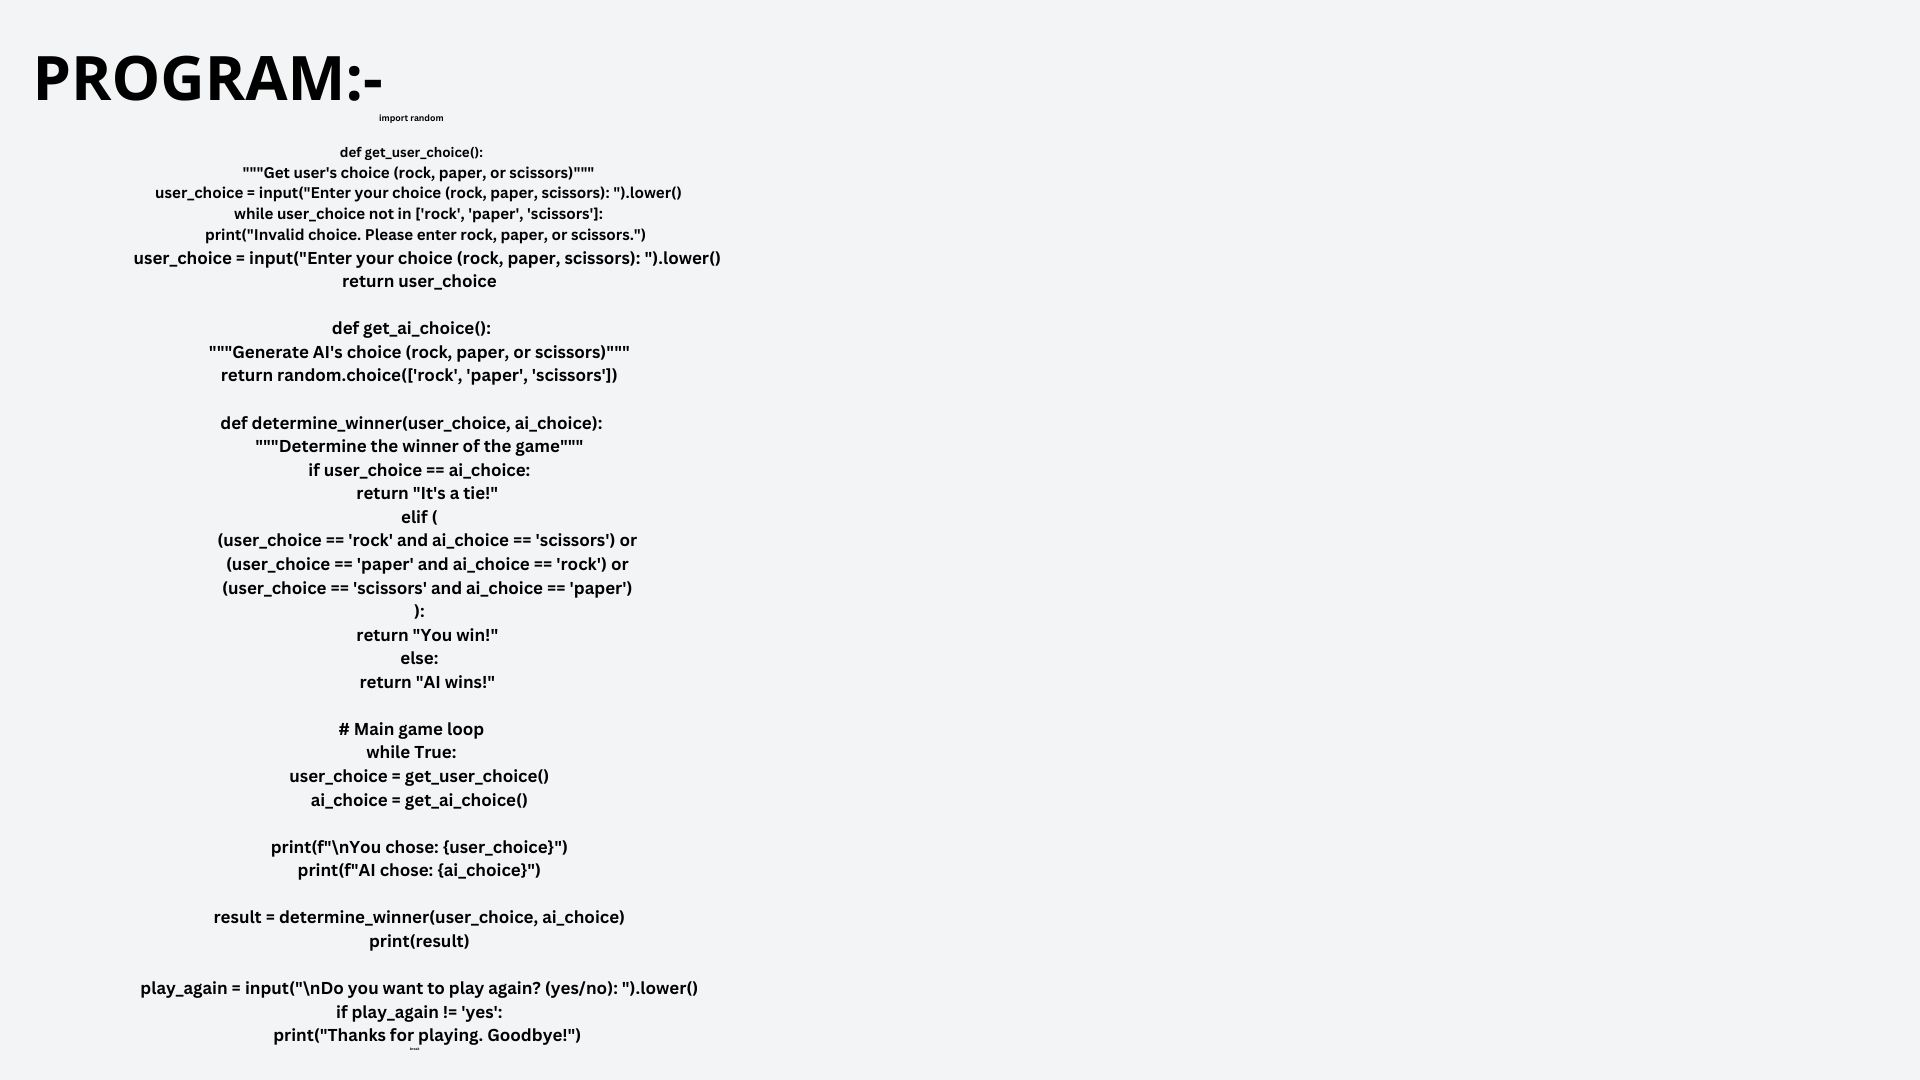 PROGRAM:-
import random
def get_user_choice():
"""Get user's choice (rock, paper, or scissors)"""
user_choice = input("Enter your choice (rock, paper, scissors): ").lower()
while user_choice not in ['rock', 'paper', 'scissors']:
print("Invalid choice. Please enter rock, paper, or scissors.")
user_choice = input("Enter your choice (rock, paper, scissors): ").lower()
return user_choice
def get_ai_choice():
"""Generate AI's choice (rock, paper, or scissors)"""
return random.choice(['rock', 'paper', 'scissors'])
def determine_winner(user_choice, ai_choice):
"""Determine the winner of the game"""
if user_choice == ai_choice:
return "It's a tie!"
elif (
(user_choice == 'rock' and ai_choice == 'scissors') or
(user_choice == 'paper' and ai_choice == 'rock') or
(user_choice == 'scissors' and ai_choice == 'paper')
):
return "You win!"
else:
return "AI wins!"
# Main game loop
while True:
user_choice = get_user_choice()
ai_choice = get_ai_choice()
print(f"\nYou chose: {user_choice}")
print(f"AI chose: {ai_choice}")
result = determine_winner(user_choice, ai_choice)
print(result)
play_again = input("\nDo you want to play again? (yes/no): ").lower()
if play_again != 'yes':
print("Thanks for playing. Goodbye!")